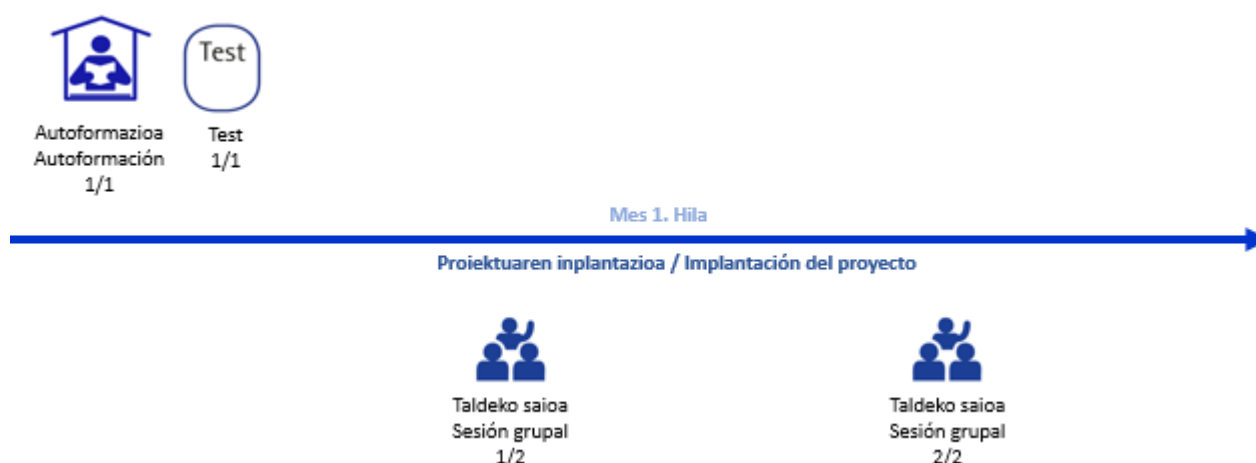 Test
Autoformazioa
Autoformación
1/1
Test
1/1
Mes 1. Hila
Proiektuaren inplantazioa / Implantación del proyecto
Taldeko saioa
Sesión grupal
1/2
Taldeko saioa
Sesión grupal
2/2